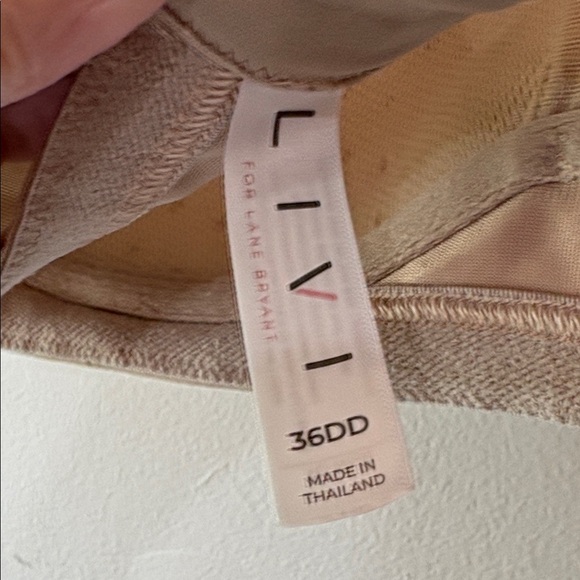 LIVI
FOR LANE BRYANT
36DD
MADE IN
THAILAND